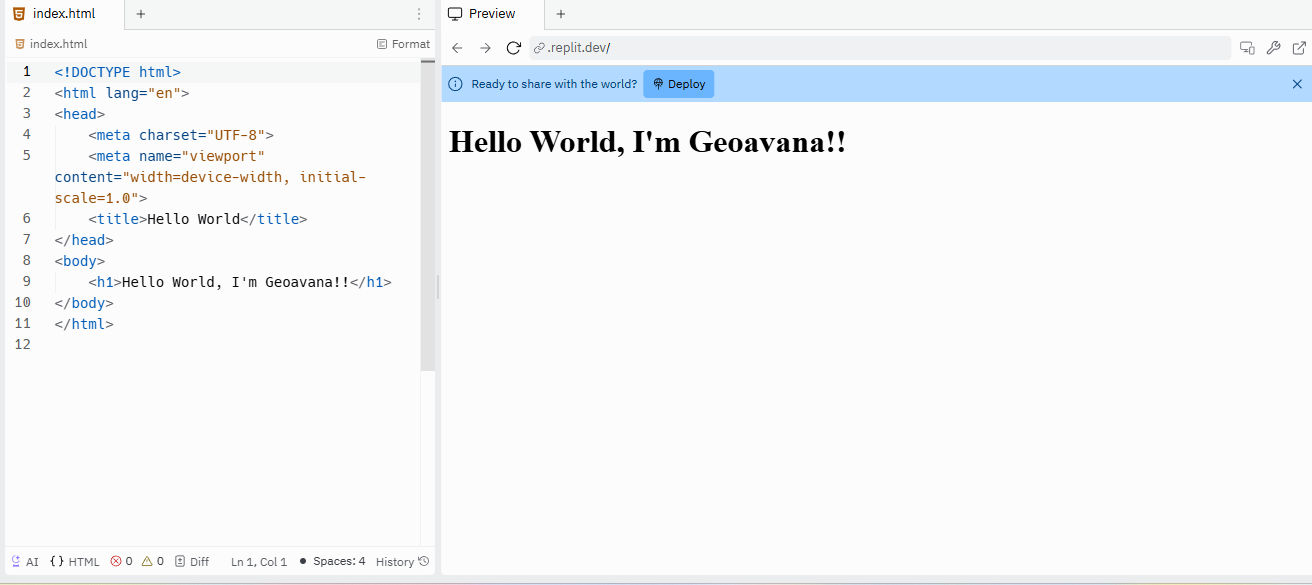 index.html
index.html
Format
1 <!DOCTYPE html>
2 <html lang="en">
3 <head>
4 <meta charset="UTF-8">
5 <meta name="viewport"
content="width=device-width, initial-
scale=1.0">
6 <title>Hello World</title>
7 </head>
8 <body>
9 <h1>Hello World, I'm Geoavana!!</h1>
10 </body>
11 </html>
12
AI {} HTML 0 0 Diff Ln 1, Col 1 Spaces: 4 History
Preview
.replit.dev/
Ready to share with the world? Deploy
Hello World, I'm Geoavana!!